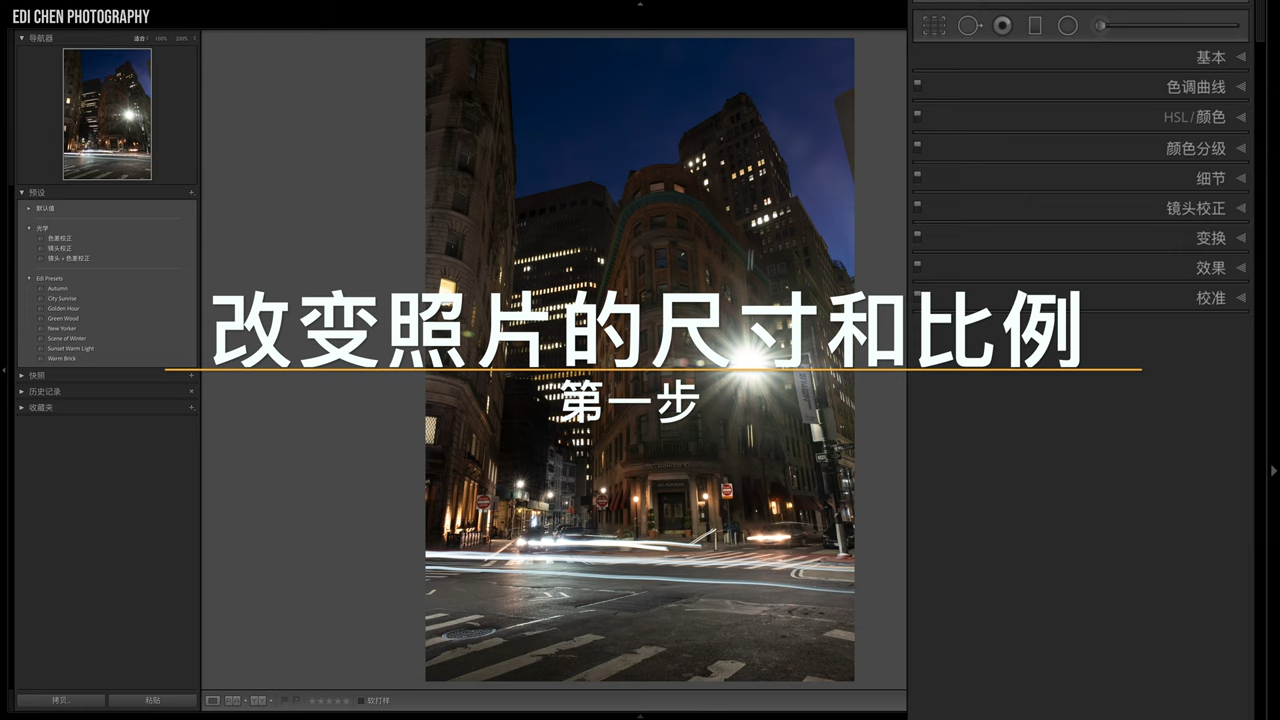 EDI CHEN PHOTOGRAPHY
导航器
适合
100%
200%
预设
默认值
光学
色差校正
镜头校正
镜头 + 色差校正
Edi Presets
Autumn
City Sunrise
Golden Hour
Green Wood
New Yorker
Scene of Winter
Sunset Warm Light
Warm Brick
快照
历史记录
收藏夹
拷贝...
粘贴
软打样
改变照片的尺寸和比例
第一步
基本
色调曲线
HSL / 颜色
颜色分级
细节
镜头校正
变换
效果
校准